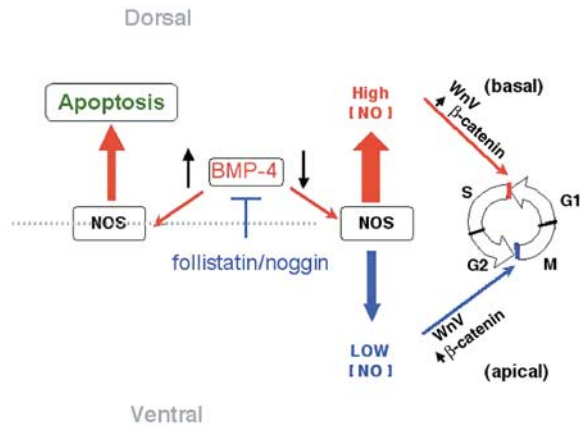 Dorsal
Apoptosis
High
[ NO ]
WnV
β-catenin
(basal)
BMP-4
NOS
NOS
S
G1
G2
M
follistatin/noggin
LOW
[ NO ]
WnV
β-catenin
(apical)
Ventral